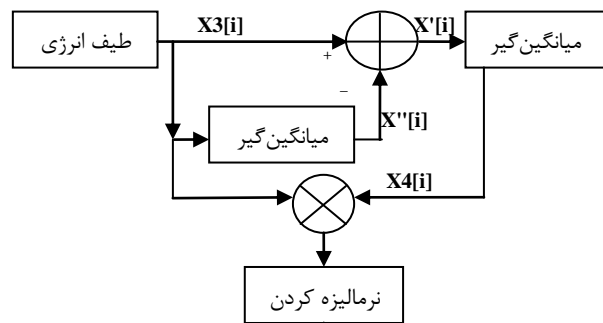 طیف انرژی
X3[i]
+
X'[i]
میانگین‌گیر
−
میانگین‌گیر
X''[i]
X4[i]
نرمالیزه کردن